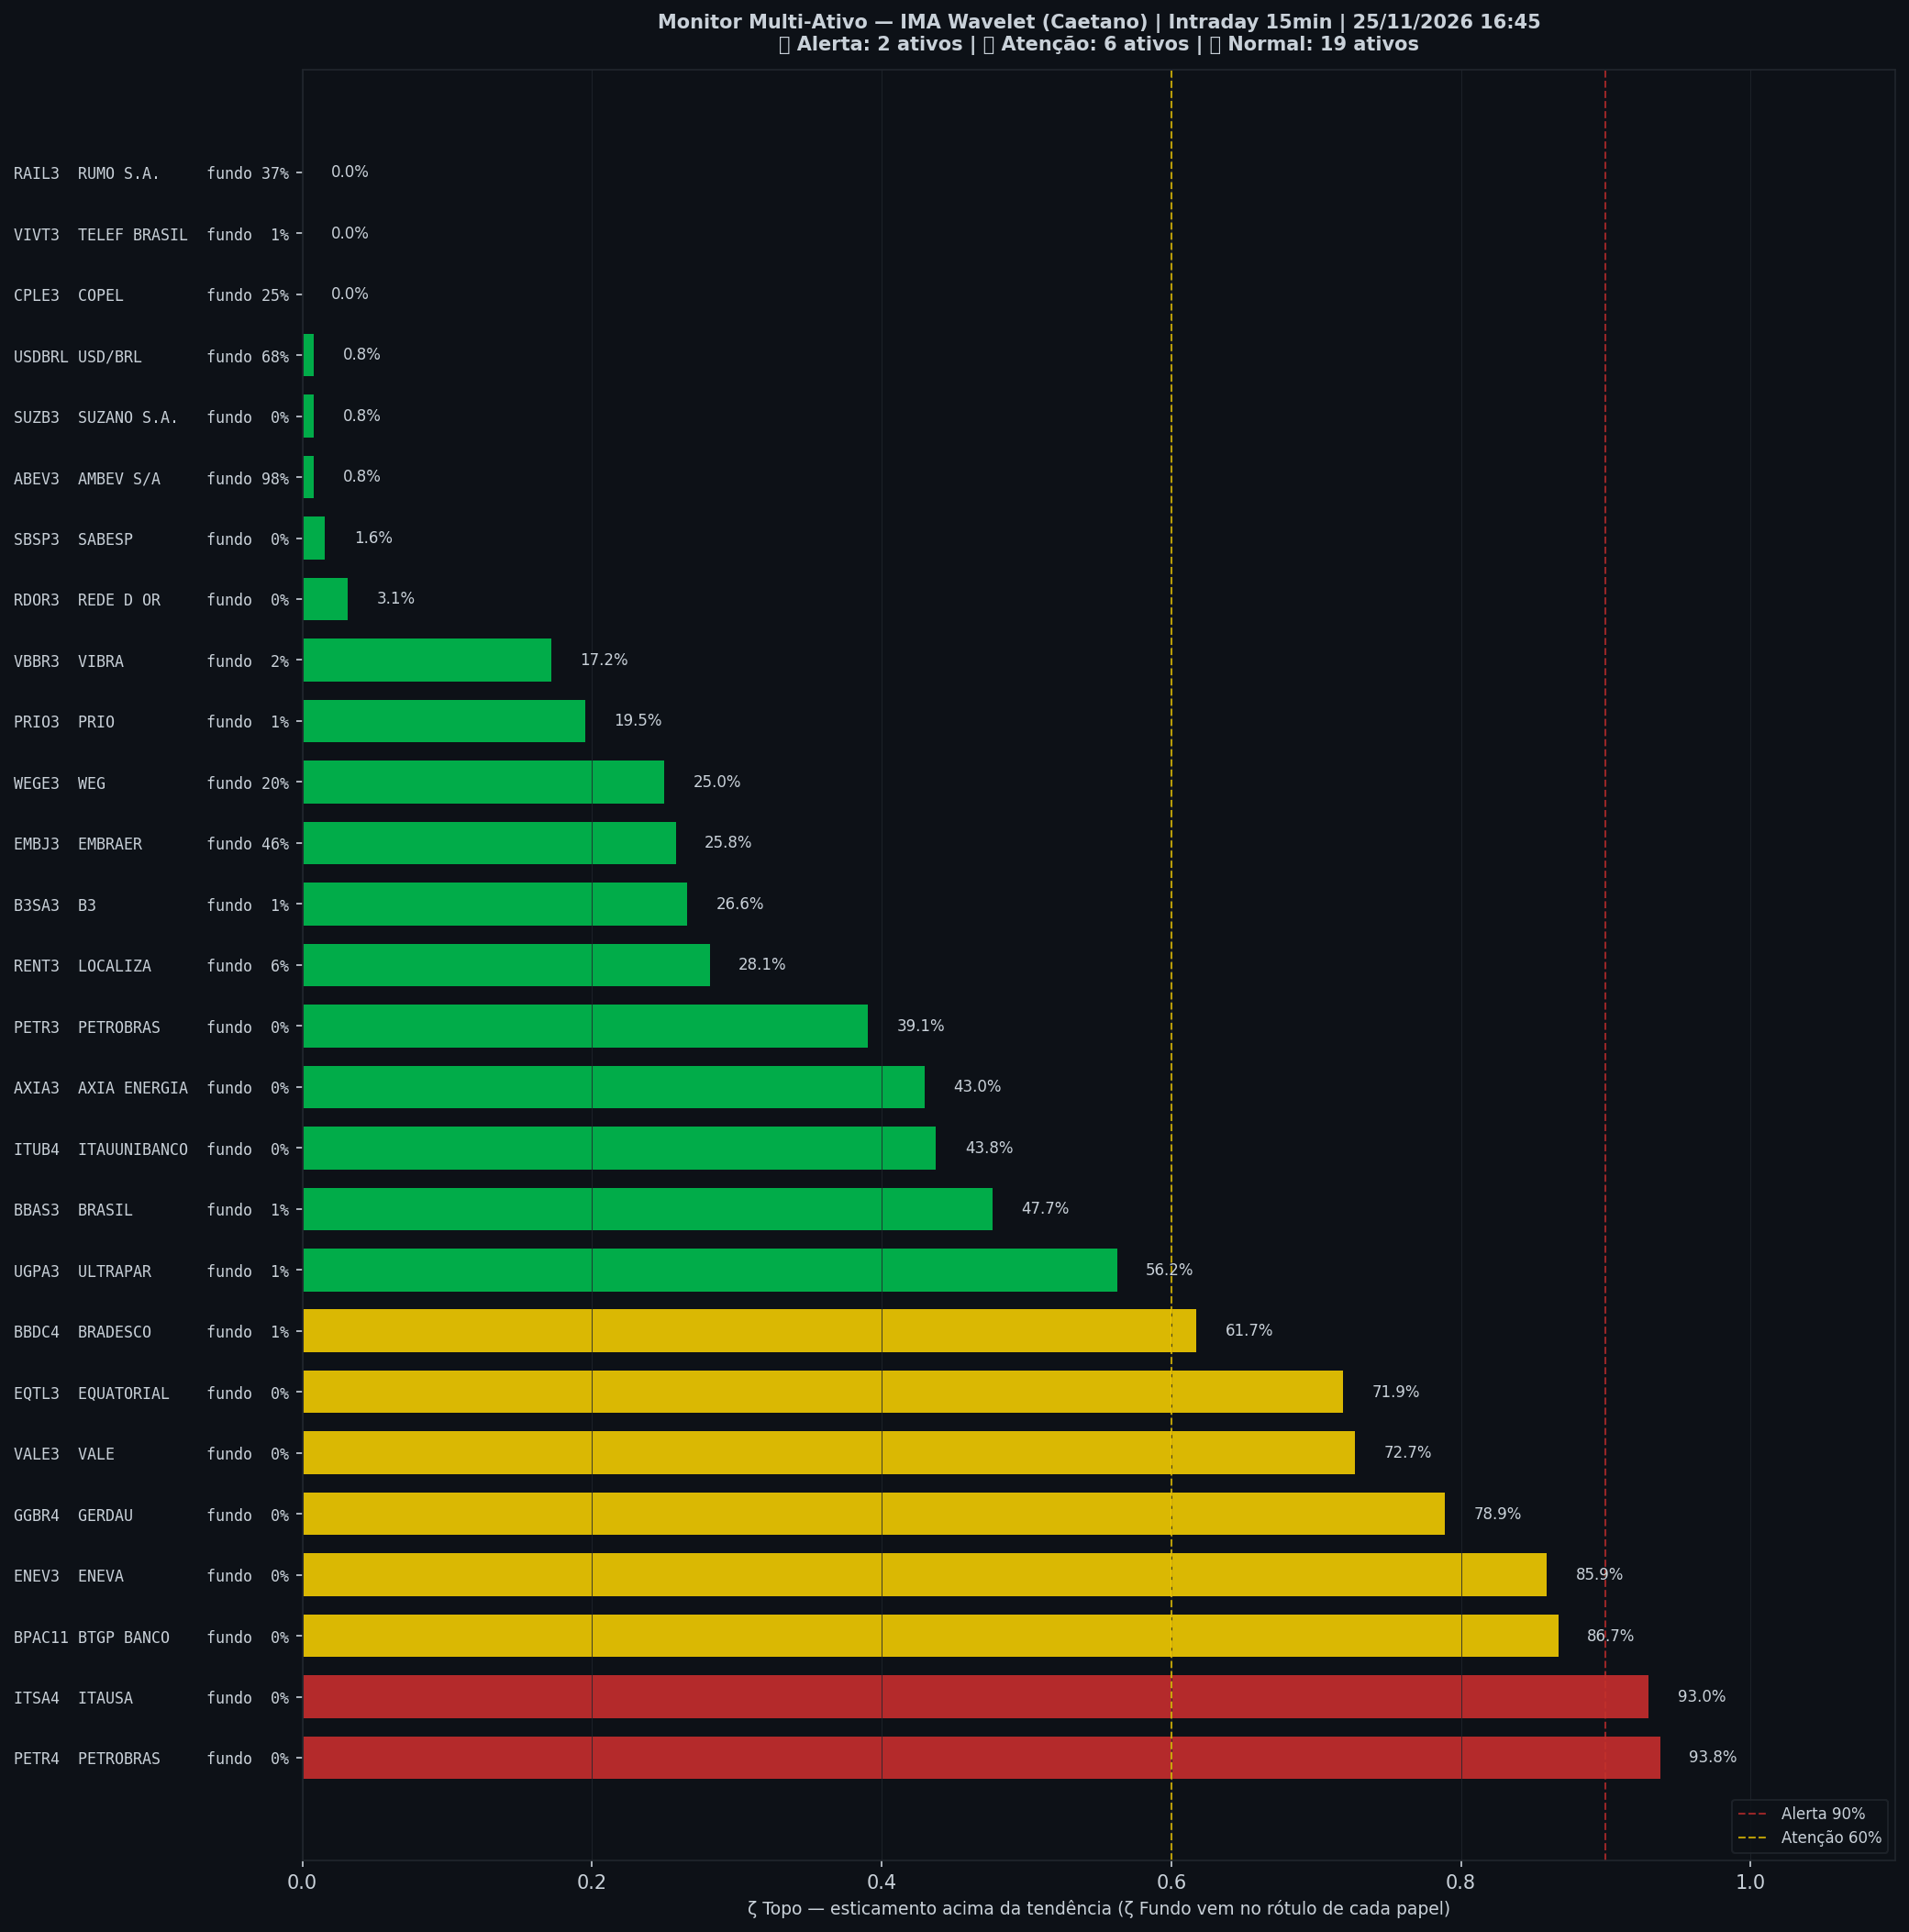 Monitor Multi-Ativo — IMA Wavelet (Caetano) | Intraday 15min | 25/11/2026 16:45
▯ Alerta: 2 ativos | ▯ Atenção: 6 ativos | ▯ Normal: 19 ativos
RAIL3 RUMO S.A. fundo 37% 0.0%
VIVT3 TELEF BRASIL fundo 1% 0.0%
CPLE3 COPEL fundo 25% 0.0%
USDBRL USD/BRL fundo 68% 0.8%
SUZB3 SUZANO S.A. fundo 0% 0.8%
ABEV3 AMBEV S/A fundo 98% 0.8%
SBSP3 SABESP fundo 0% 1.6%
RDOR3 REDE D OR fundo 0% 3.1%
VBBR3 VIBRA fundo 2% 17.2%
PRIO3 PRIO fundo 1% 19.5%
WEGE3 WEG fundo 20% 25.0%
EMBJ3 EMBRAER fundo 46% 25.8%
B3SA3 B3 fundo 1% 26.6%
RENT3 LOCALIZA fundo 6% 28.1%
PETR3 PETROBRAS fundo 0% 39.1%
AXIA3 AXIA ENERGIA fundo 0% 43.0%
ITUB4 ITAUUNIBANCO fundo 0% 43.8%
BBAS3 BRASIL fundo 1% 47.7%
UGPA3 ULTRAPAR fundo 1% 56.2%
BBDC4 BRADESCO fundo 1% 61.7%
EQTL3 EQUATORIAL fundo 0% 71.9%
VALE3 VALE fundo 0% 72.7%
GGBR4 GERDAU fundo 0% 78.9%
ENEV3 ENEVA fundo 0% 85.9%
BPAC11 BTGP BANCO fundo 0% 86.7%
ITSA4 ITAUSA fundo 0% 93.0%
PETR4 PETROBRAS fundo 0% 93.8%
Alerta 90%
Atenção 60%
0.0 0.2 0.4 0.6 0.8 1.0
ζ Topo — esticamento acima da tendência (ζ Fundo vem no rótulo de cada papel)